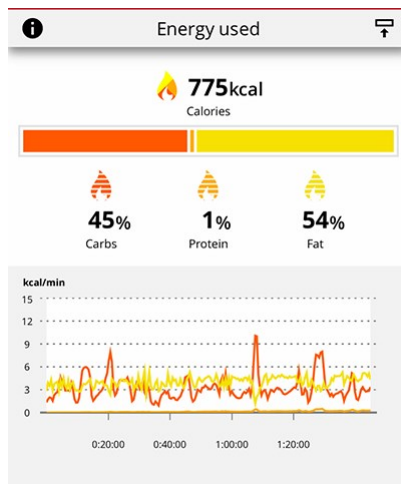 Energy used
775kcal
Calories
45% 1% 54%
Carbs Protein Fat
kcal/min
15
12
9
6
3
0
0:20:00 0:40:00 1:00:00 1:20:00